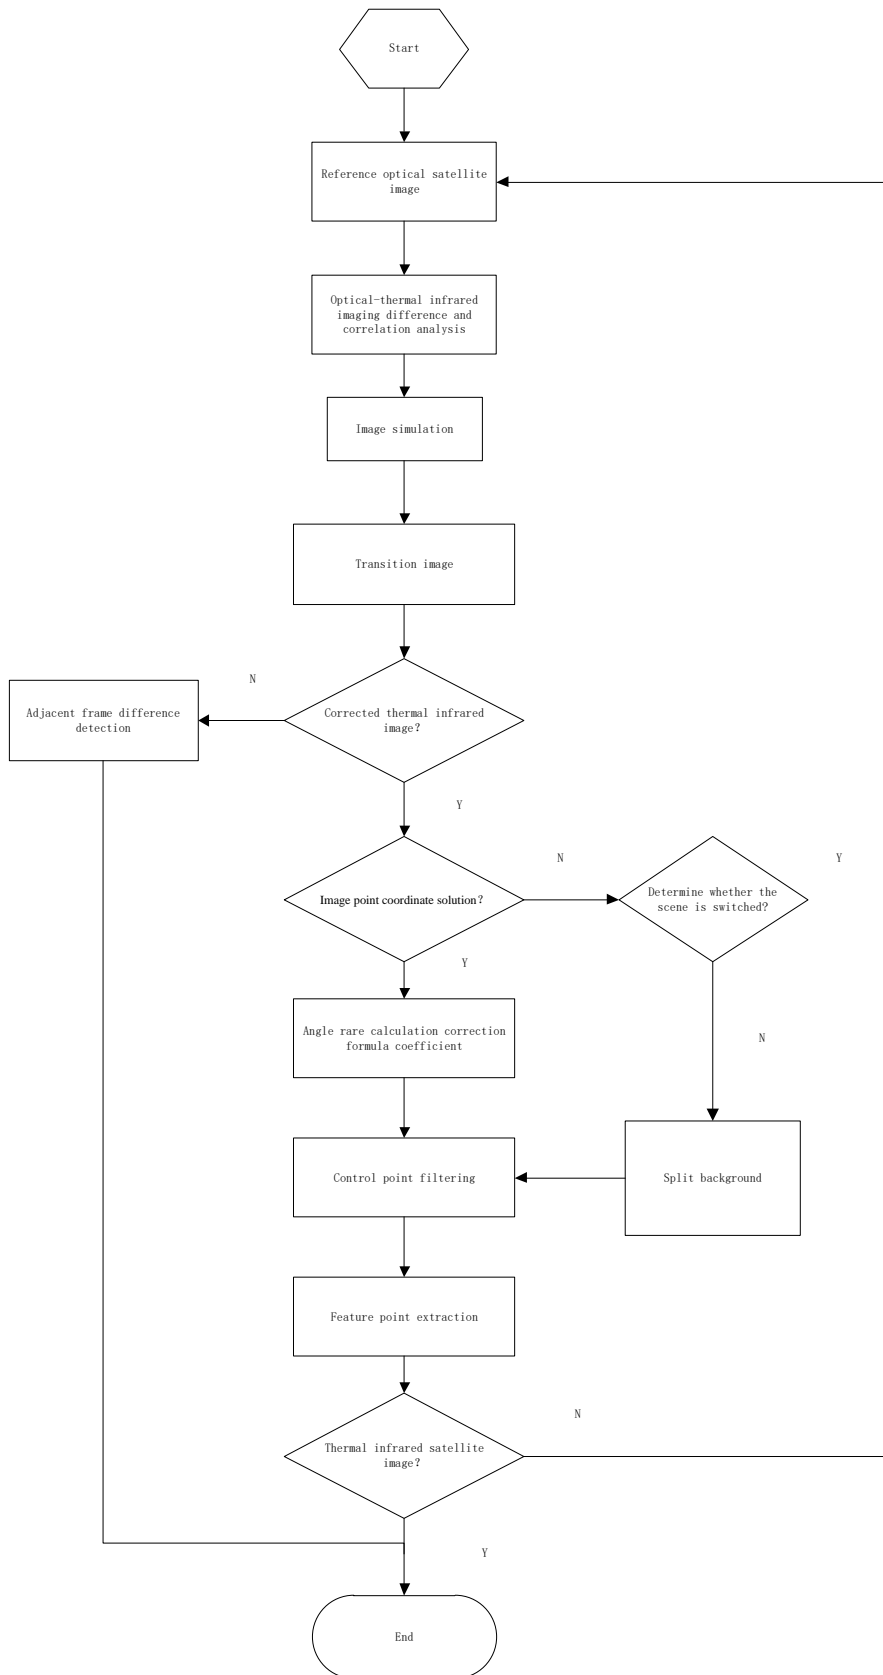 Start
Reference optical satellite
image
Optical-thermal infrared
imaging difference and
correlation analysis
Image simulation
Transition image
N
Adjacent frame difference
detection
Corrected thermal infrared
image?
Y
N
Y
Image point coordinate solution?
Determine whether the
scene is switched?
Y
Angle rare calculation correction
formula coefficient
N
Control point filtering
Split background
Feature point extraction
N
Thermal infrared satellite
image?
Y
End